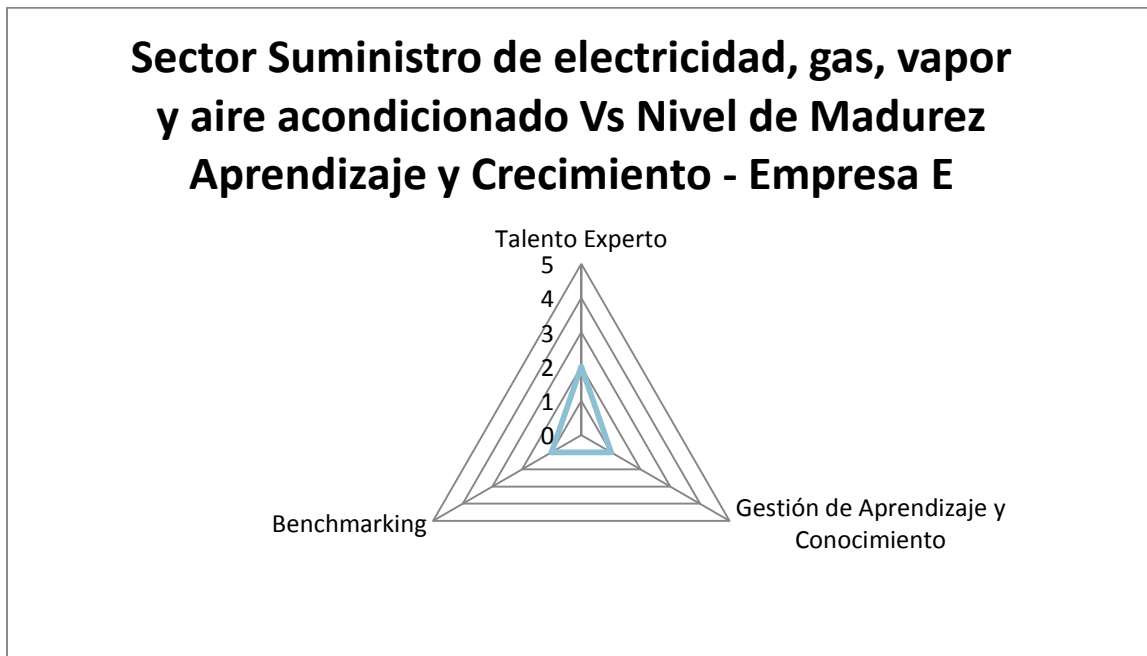 Sector Suministro de electricidad, gas, vapor
y aire acondicionado Vs Nivel de Madurez
Aprendizaje y Crecimiento - Empresa E
Talento Experto
5
4
3
2
1
0
Benchmarking
Gestión de Aprendizaje y
Conocimiento